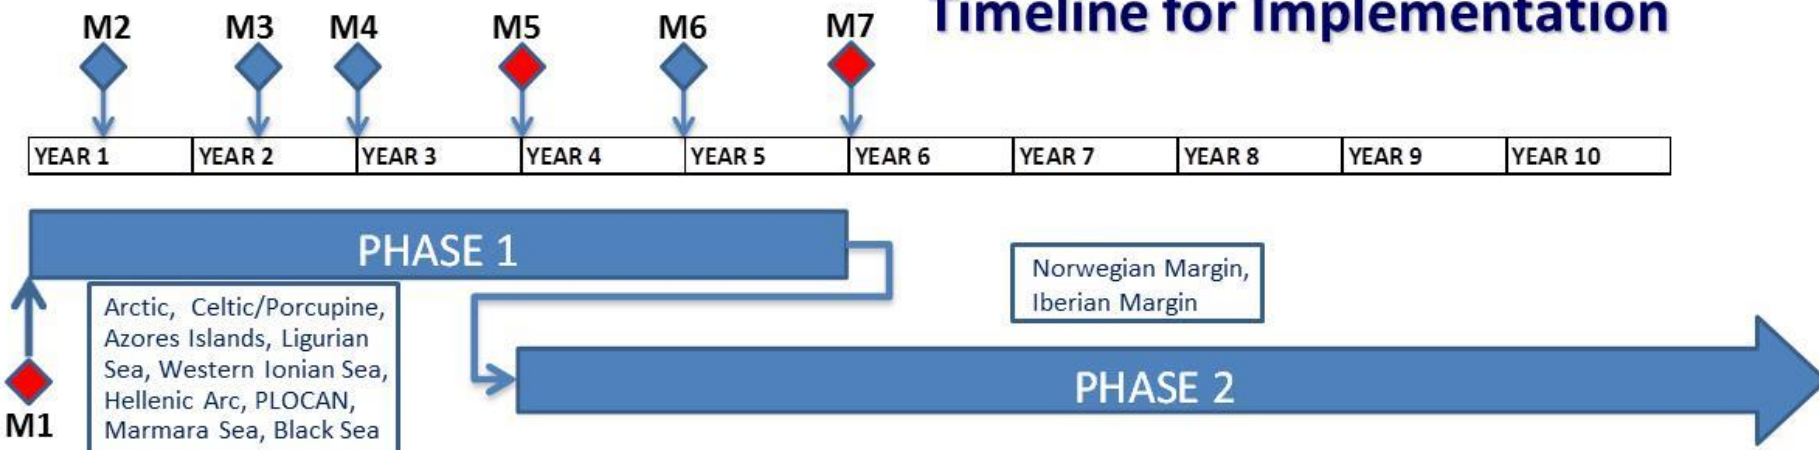 Timeline for Implementation
M2 M3 M4 M5 M6 M7
YEAR 1 YEAR 2 YEAR 3 YEAR 4 YEAR 5 YEAR 6 YEAR 7 YEAR 8 YEAR 9 YEAR 10
PHASE 1
Norwegian Margin,
Iberian Margin
Arctic, Celtic/Porcupine,
Azores Islands, Ligurian
Sea, Western Ionian Sea,
Hellenic Arc, PLOCAN,
Marmara Sea, Black Sea
M1
PHASE 2